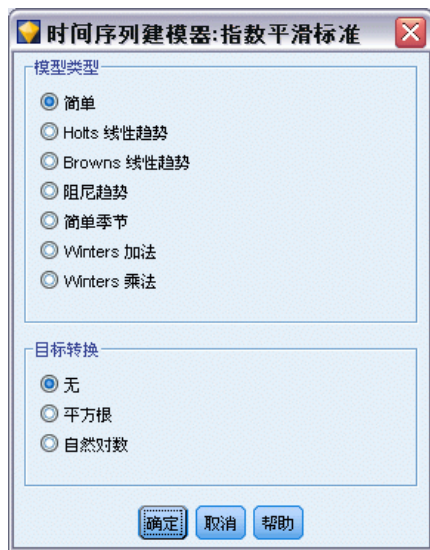 时间序列建模器:指数平滑标准
模型类型
简单
Holts 线性趋势
Browns 线性趋势
阻尼趋势
简单季节
Winters 加法
Winters 乘法
目标转换
无
平方根
自然对数
确定 取消 帮助